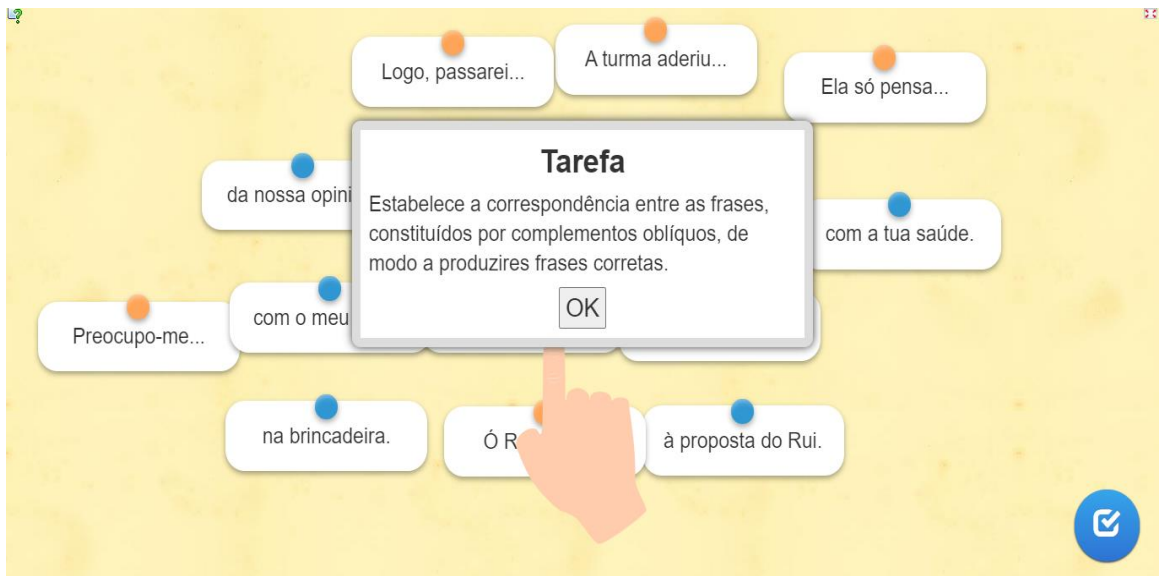 Logo, passarei...
A turma aderiu...
Ela só pensa...
Tarefa
Estabelece a correspondência entre as frases,
constituídos por complementos oblíquos, de
modo a produzires frases corretas.
OK
da nossa
com a tua saúde.
Preocupo-me...
com o meu
na brincadeira.
Ó
à proposta do Rui.